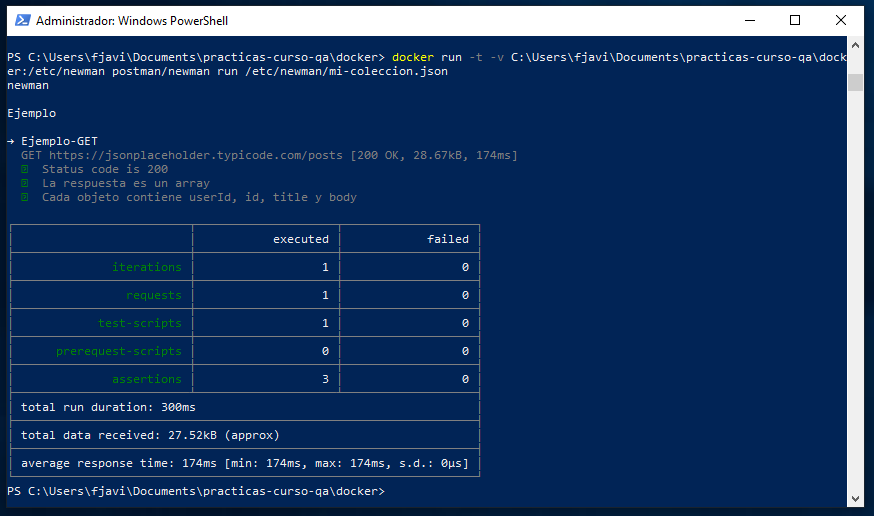 Administrador: Windows PowerShell
PS C:\Users\fjavi\Documents\practicas-curso-qa\docker> docker run -t -v C:\Users\fjavi\Documents\practicas-curso-qa\dock
er:/etc/newman postman/newman run /etc/newman/mi-coleccion.json
newman
Ejemplo
→ Ejemplo-GET
GET https://jsonplaceholder.typicode.com/posts [200 OK, 28.67kB, 174ms]
Status code is 200
La respuesta es un array
Cada objeto contiene userId, id, title y body
executed failed
iterations 1 0
requests 1 0
test-scripts 1 0
prerequest-scripts 0 0
assertions 3 0
total run duration: 300ms
total data received: 27.52kB (approx)
average response time: 174ms [min: 174ms, max: 174ms, s.d.: 0µs]
PS C:\Users\fjavi\Documents\practicas-curso-qa\docker>